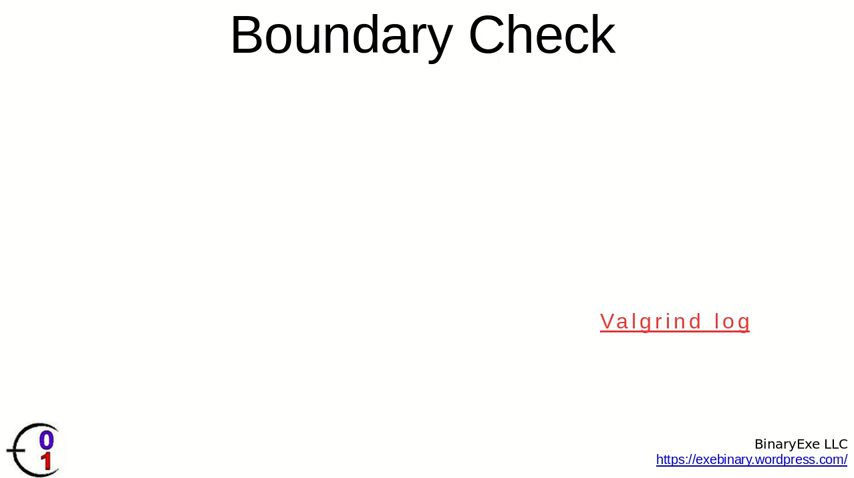 Boundary Check
Valgrind log
0
1
BinaryExe LLC
https://exebinary.wordpress.com/